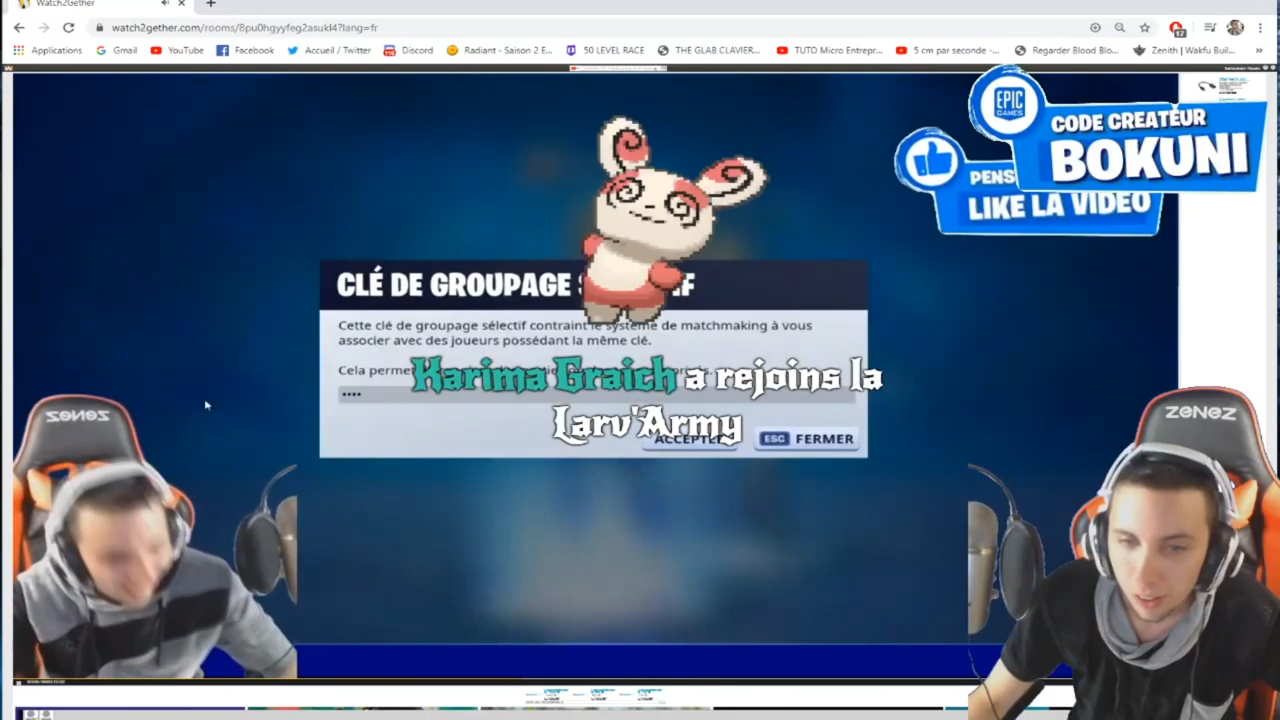 Watch2Gether
watch2gether.com/rooms/8pu0hgyyfeg2asukl4?lang=fr
17
Applications
Gmail
YouTube
Facebook
Accueil / Twitter
Discord
Radiant - Saison 2 E...
50 LEVEL RACE
THE GLAB CLAVIER...
TUTO Micro Entrepr...
5 cm par seconde -...
Regarder Blood Blo...
Zenith | Wakfu Buil...
»
EPIC
GAMES
CODE CREATEUR
BOKUNI
PENS
LIKE LA VIDEO
CLÉ DE GROUPAGE
Cette clé de groupage sélectif contraint le système de matchmaking à vous
associer avec des joueurs possédant la même clé.
Cela permet
Karima Graich a rejoins la
Larv'Army
••••
ACCEPTER
ESC FERMER
ZENEZ
ZENEZ